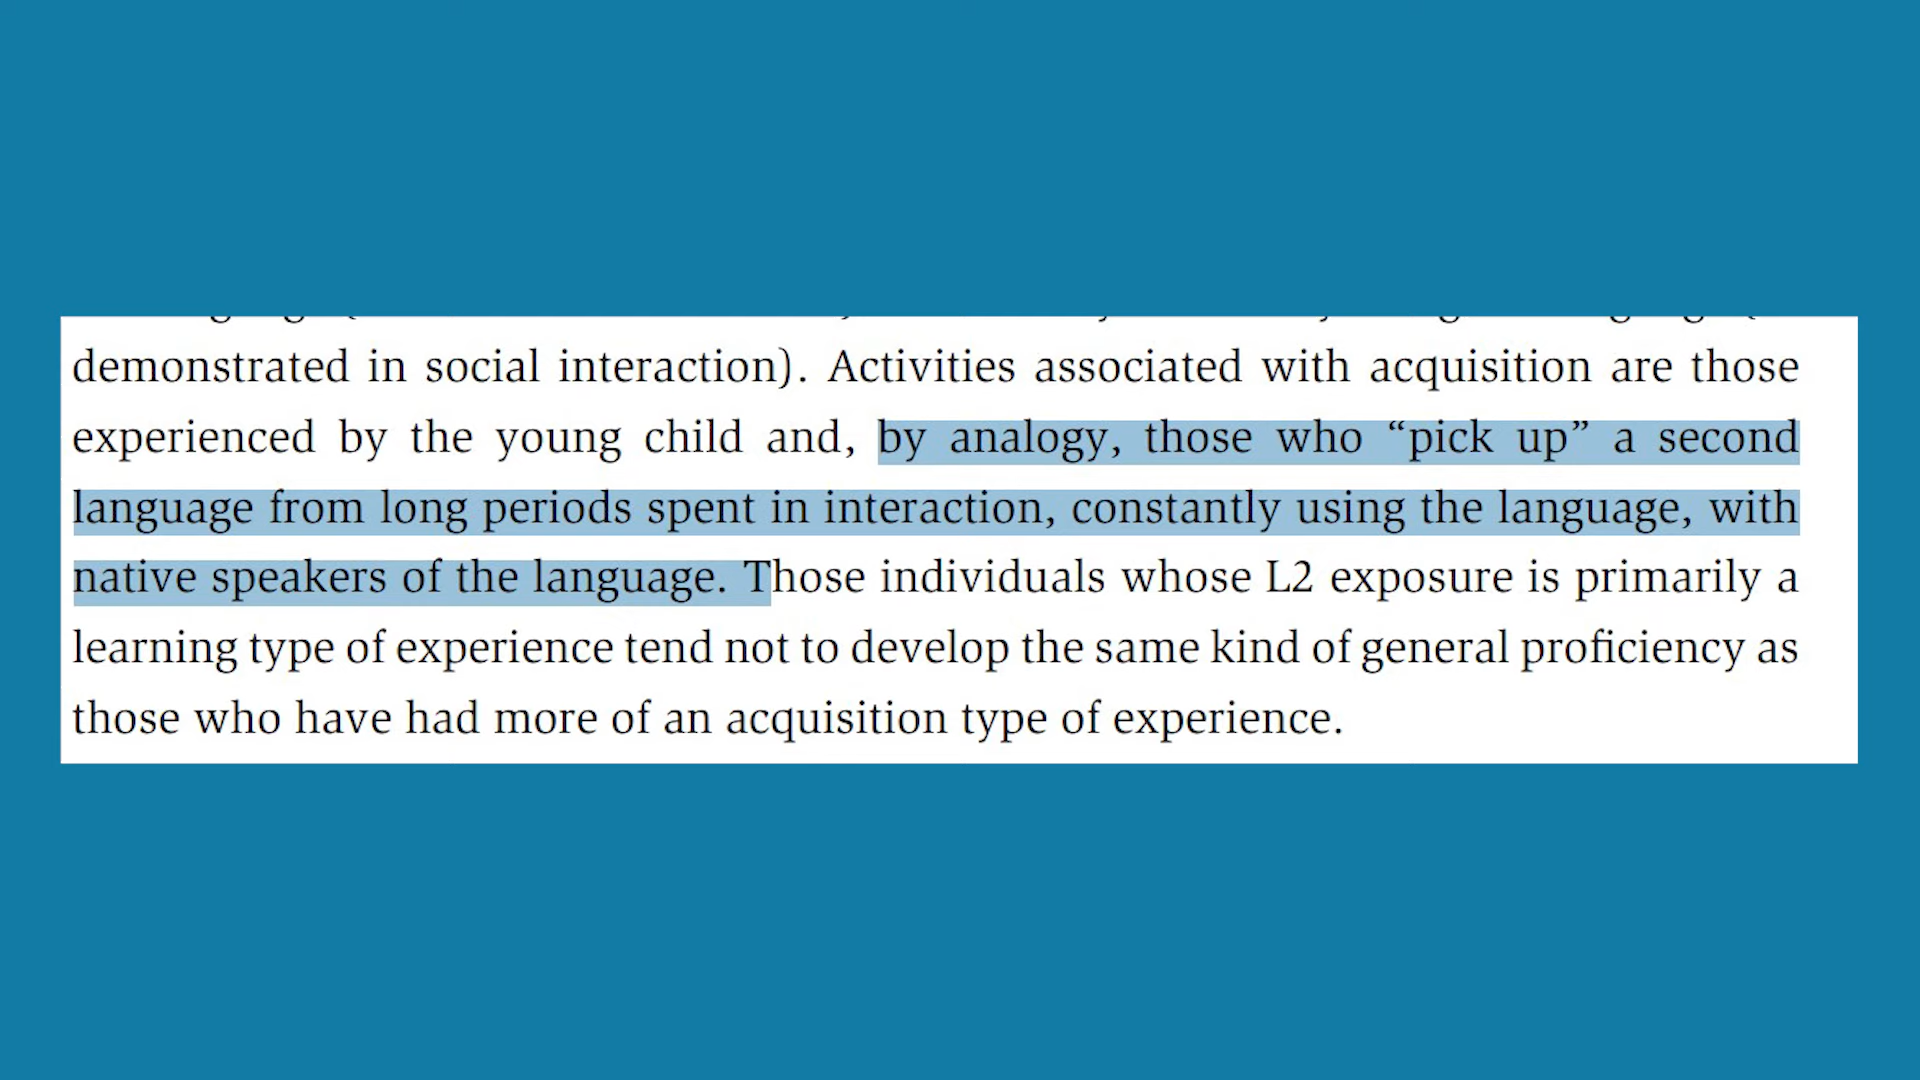 demonstrated in social interaction). Activities associated with acquisition are those
experienced by the young child and, by analogy, those who “pick up” a second
language from long periods spent in interaction, constantly using the language, with
native speakers of the language. Those individuals whose L2 exposure is primarily a
learning type of experience tend not to develop the same kind of general proficiency as
those who have had more of an acquisition type of experience.